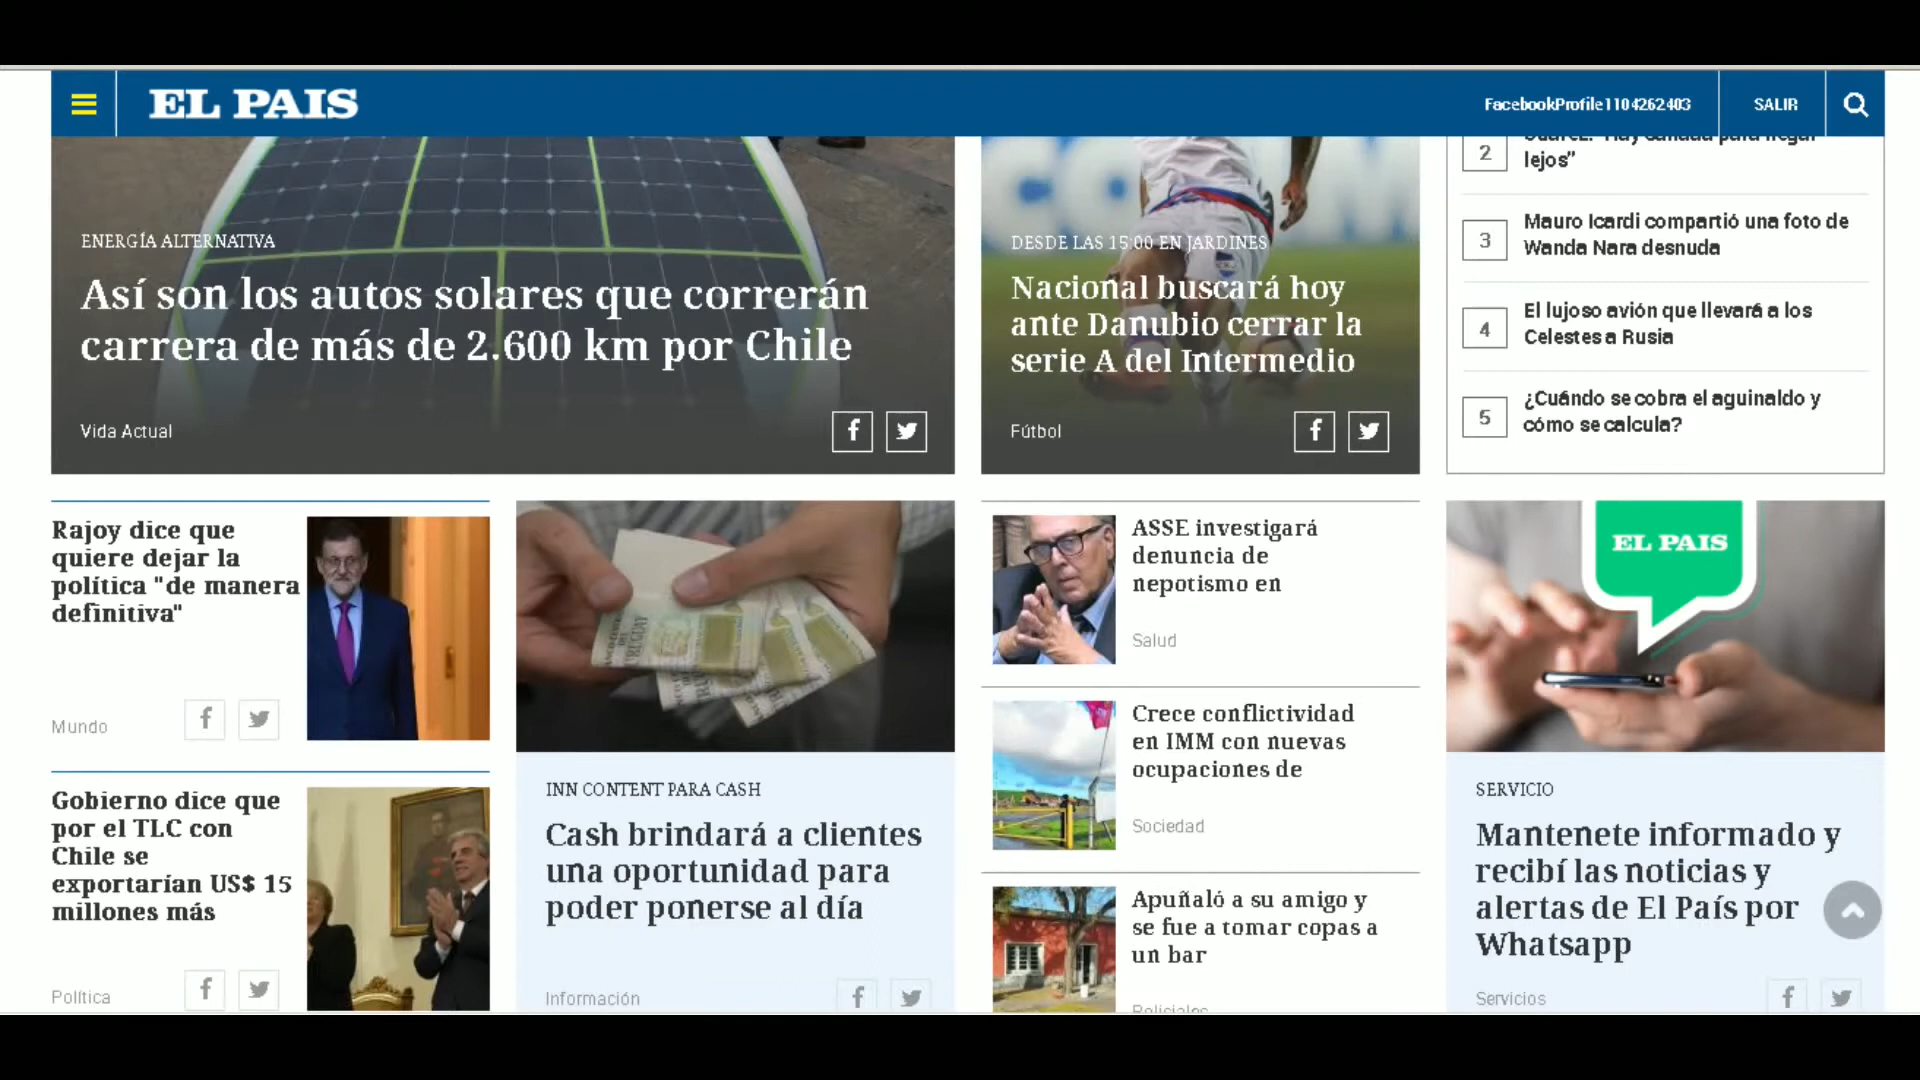 EL PAIS
FacebookProfile1104262403
SALIR
ENERGÍA ALTERNATIVA
Así son los autos solares que correrán
carrera de más de 2.600 km por Chile
Vida Actual
DESDE LAS 15:00 EN JARDINES
Nacional buscará hoy
ante Danubio cerrar la
serie A del Intermedio
Fútbol
2
lejos”
3
Mauro Icardi compartió una foto de
Wanda Nara desnuda
4
El lujoso avión que llevará a los
Celestes a Rusia
5
¿Cuándo se cobra el aguinaldo y
cómo se calcula?
Rajoy dice que
quiere dejar la
política "de manera
definitiva"
Mundo
Gobierno dice que
por el TLC con
Chile se
exportarían US$ 15
millones más
Política
URUGUAY
INN CONTENT PARA CASH
Cash brindará a clientes
una oportunidad para
poder ponerse al día
Información
ASSE investigará
denuncia de
nepotismo en
Salud
Crece conflictividad
en IMM con nuevas
ocupaciones de
Sociedad
Apuñaló a su amigo y
se fue a tomar copas a
un bar
Policiales
EL PAIS
SERVICIO
Mantenete informado y
recibí las noticias y
alertas de El País por
Whatsapp
Servicios